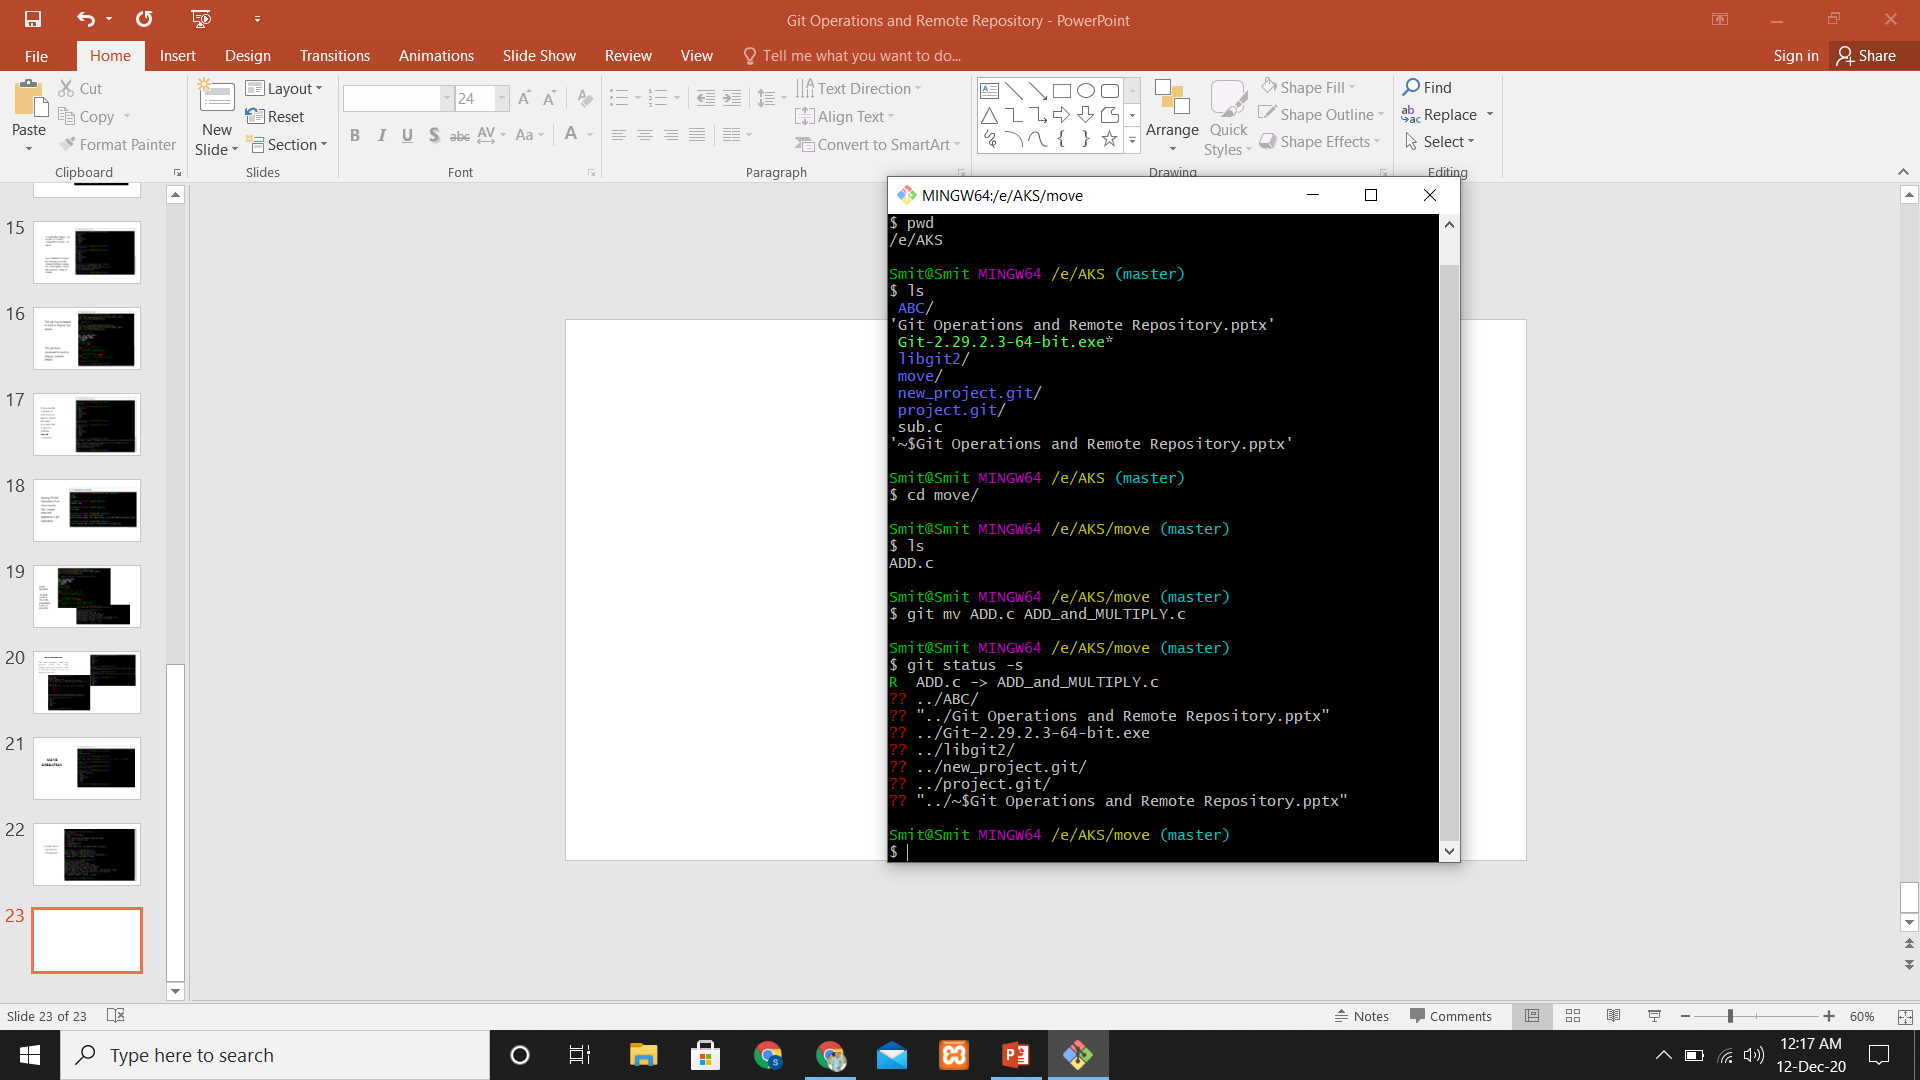 Git Operations and Remote Repository - PowerPoint
File Home Insert Design Transitions Animations Slide Show Review View Tell me what you want to do... Sign in Share
Cut
Copy
Format Painter
Paste
Clipboard
New Slide
Layout
Reset
Section
Slides
24
B I U S abc AV Aa A
Font
Text Direction
Align Text
Convert to SmartArt
Paragraph
Arrange
Quick Styles
Shape Fill
Shape Outline
Shape Effects
Drawing
Find
Replace
Select
Editing
15
16
17
18
19
20
21
22
23
MINGW64:/e/AKS/move
$ pwd
/e/AKS
Smit@Smit MINGW64 /e/AKS (master)
$ ls
ABC/
'Git Operations and Remote Repository.pptx'
Git-2.29.2.3-64-bit.exe*
libgit2/
move/
new_project.git/
project.git/
sub.c
'~$Git Operations and Remote Repository.pptx'
Smit@Smit MINGW64 /e/AKS (master)
$ cd move/
Smit@Smit MINGW64 /e/AKS/move (master)
$ ls
ADD.c
Smit@Smit MINGW64 /e/AKS/move (master)
$ git mv ADD.c ADD_and_MULTIPLY.c
Smit@Smit MINGW64 /e/AKS/move (master)
$ git status -s
R  ADD.c -> ADD_and_MULTIPLY.c
?? ../ABC/
?? "../Git Operations and Remote Repository.pptx"
?? ../Git-2.29.2.3-64-bit.exe
?? ../libgit2/
?? ../new_project.git/
?? ../project.git/
?? "../~$Git Operations and Remote Repository.pptx"
Smit@Smit MINGW64 /e/AKS/move (master)
$
Slide 23 of 23
Notes Comments 60%
Type here to search
12:17 AM
12-Dec-20